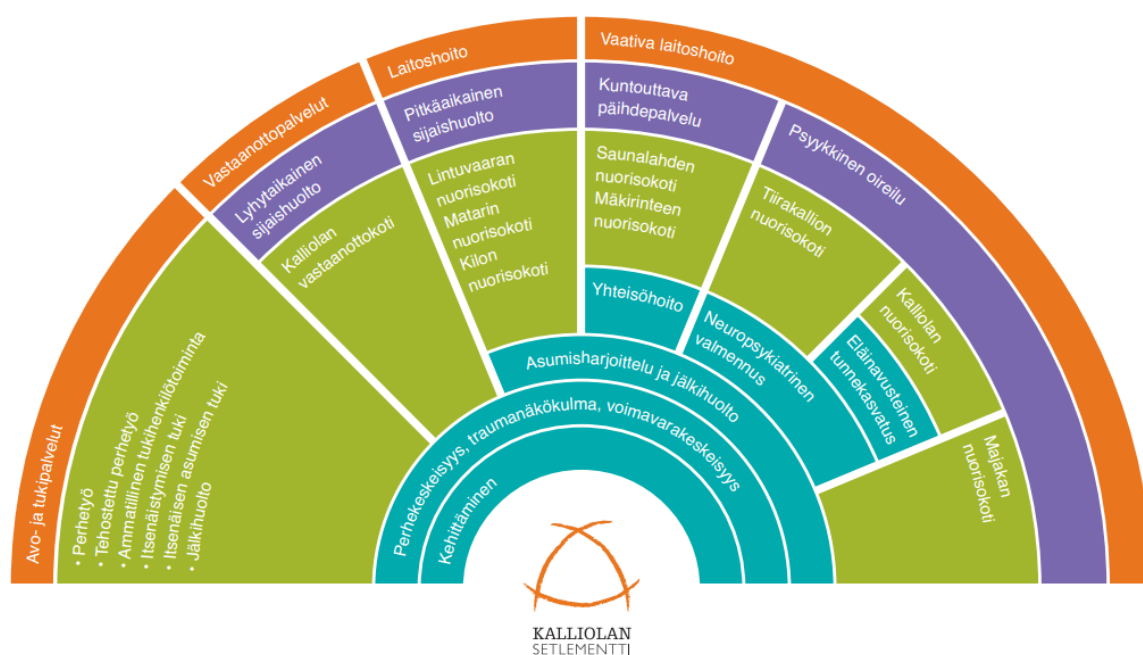 Avo- ja tukipalvelut
• Perhetyö
• Tehostettu perhetyö
• Ammatillinen tukihenkilötoiminta
• Itsenäistymisen tuki
• Itsenäisen asumisen tuki
• Jälkihuolto
Vastaanottopalvelut
Lyhytaikainen
sijaishuolto
Kalliolan
vastaanottokoti
Laitoshoito
Pitkäaikainen
sijaishuolto
Lintuvaaran
nuorisokoti
Matarin
nuorisokoti
Kilon
nuorisokoti
Vaativa laitoshoito
Kuntouttava
päihdepalvelu
Saunalahden
nuorisokoti
Mäkirinteen
nuorisokoti
Yhteisöhoito
Psyykkinen oireilu
Tiirakallion
nuorisokoti
Neuropsykiatrinen
valmennus
Kalliolan
nuorisokoti
Eläinavusteinen
tunnekasvatus
Majakan
nuorisokoti
Asumisharjoittelu ja jälkihuolto
Perhekeskeisyys, traumanäkökulma, voimavarakeskeisyys
Kehittäminen
KALLIOLAN
SETLEMENTTI